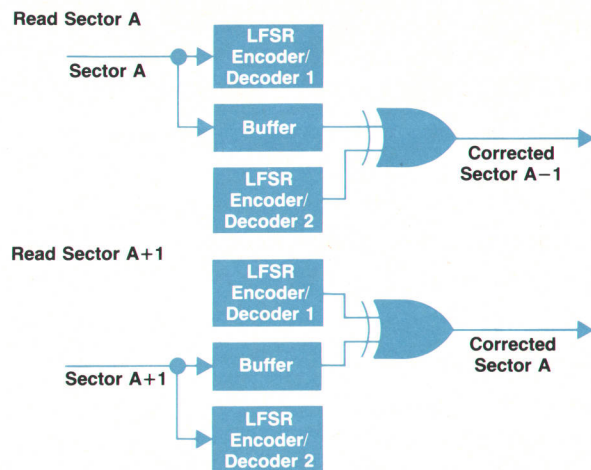 Read Sector A
LFSR
Encoder/
Decoder 1
Sector A
Buffer
Corrected
Sector A−1
LFSR
Encoder/
Decoder 2
Read Sector A+1
LFSR
Encoder/
Decoder 1
Corrected
Sector A
Buffer
Sector A+1
LFSR
Encoder/
Decoder 2